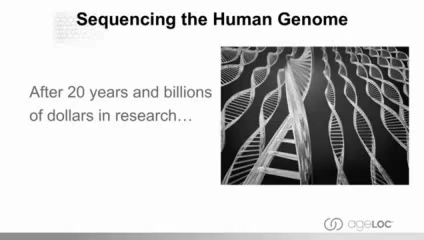 Sequencing the Human Genome
After 20 years and billions
of dollars in research…
ageLOC